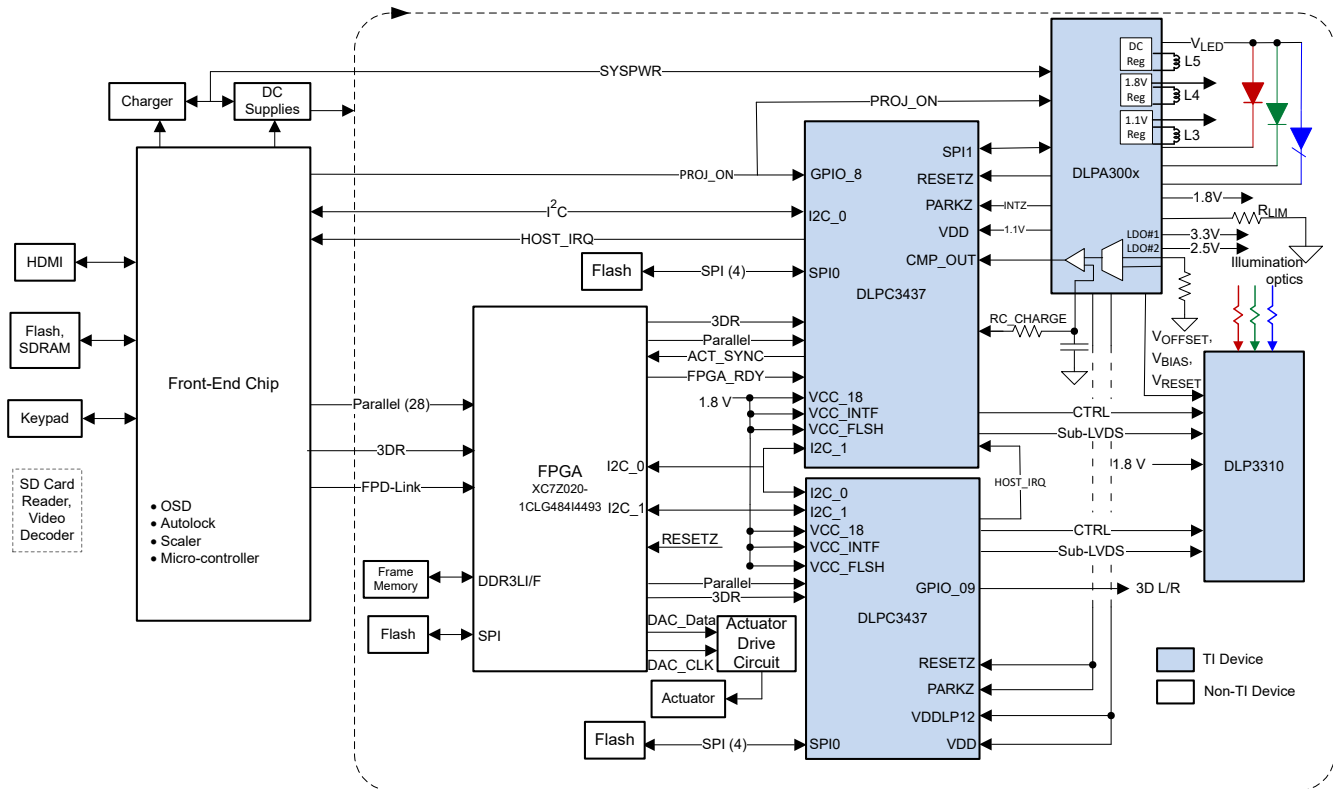 Charger
DC
Supplies
SYSPWR
PROJ_ON
PROJ_ON
I2C
HOST_IRQ
HDMI
Flash,
SDRAM
Keypad
SD Card
Reader,
Video
Decoder
Front-End Chip
• OSD
• Autolock
• Scaler
• Micro-controller
Parallel (28)
3DR
FPD-Link
Frame
Memory
Flash
FPGA
XC7Z020-
1CLG484I4493
I2C_0
I2C_1
RESETZ
DDR3LI/F
SPI
3DR
Parallel
ACT_SYNC
FPGA_RDY
1.8 V
Parallel
3DR
DAC_Data
DAC_CLK
Actuator
Drive
Circuit
Actuator
Flash
SPI (4)
Flash
SPI (4)
GPIO_8
I2C_0
SPI0
SPI1
RESETZ
PARKZ
VDD
CMP_OUT
DLPC3437
VCC_18
VCC_INTF
VCC_FLSH
I2C_1
INTZ
1.1V
RC_CHARGE
HOST_IRQ
I2C_0
I2C_1
VCC_18
VCC_INTF
VCC_FLSH
GPIO_09
DLPC3437
RESETZ
PARKZ
VDDLP12
VDD
SPI0
DC
Reg
1.8V
Reg
1.1V
Reg
L5
L4
L3
VLED
DLPA300x
LDO#1
LDO#2
1.8V
RLIM
3.3V
2.5V
Illumination
optics
VOFFSET,
VBIAS,
VRESET
CTRL
Sub-LVDS
1.8 V
DLP3310
CTRL
Sub-LVDS
3D L/R
TI Device
Non-TI Device